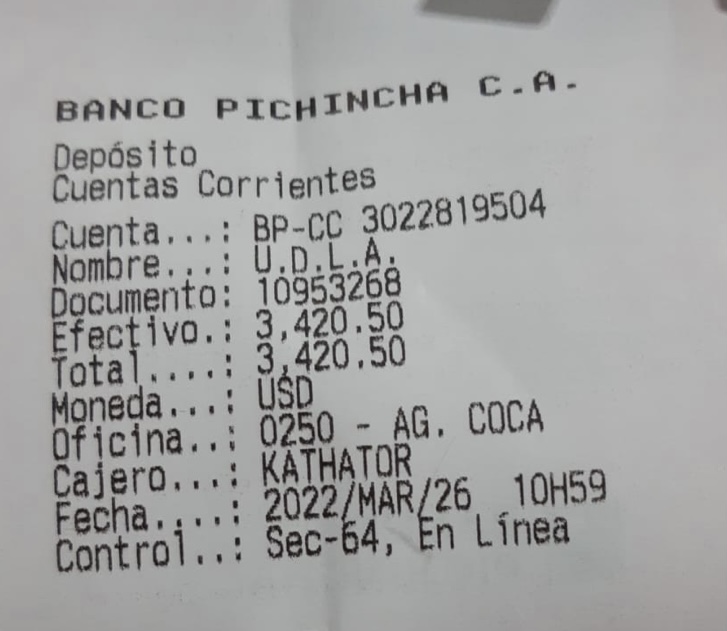 BANCO PICHINCHA C.A.
Depósito
Cuentas Corrientes
Cuenta...: BP-CC 3022819504
Nombre...: U.D.L.A.
Documento: 10953268
Efectivo.: 3,420.50
Total....: 3,420.50
Moneda...: USD
Oficina..: 0250 - AG. COCA
Cajero...: KATHATOR
Fecha....: 2022/MAR/26 10H59
Control..: Sec-64, En Línea